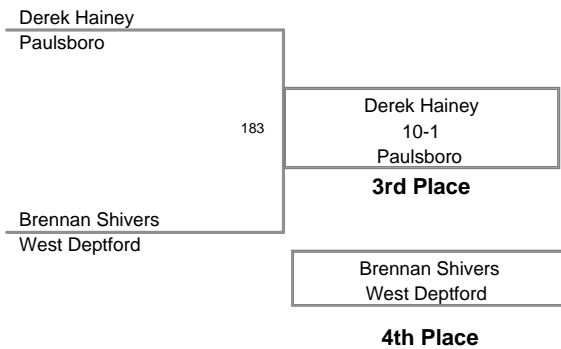 Derek Hainey
Paulsboro
183
Derek Hainey
10-1
Paulsboro
3rd Place
Brennan Shivers
West Deptford
Brennan Shivers
West Deptford
4th Place